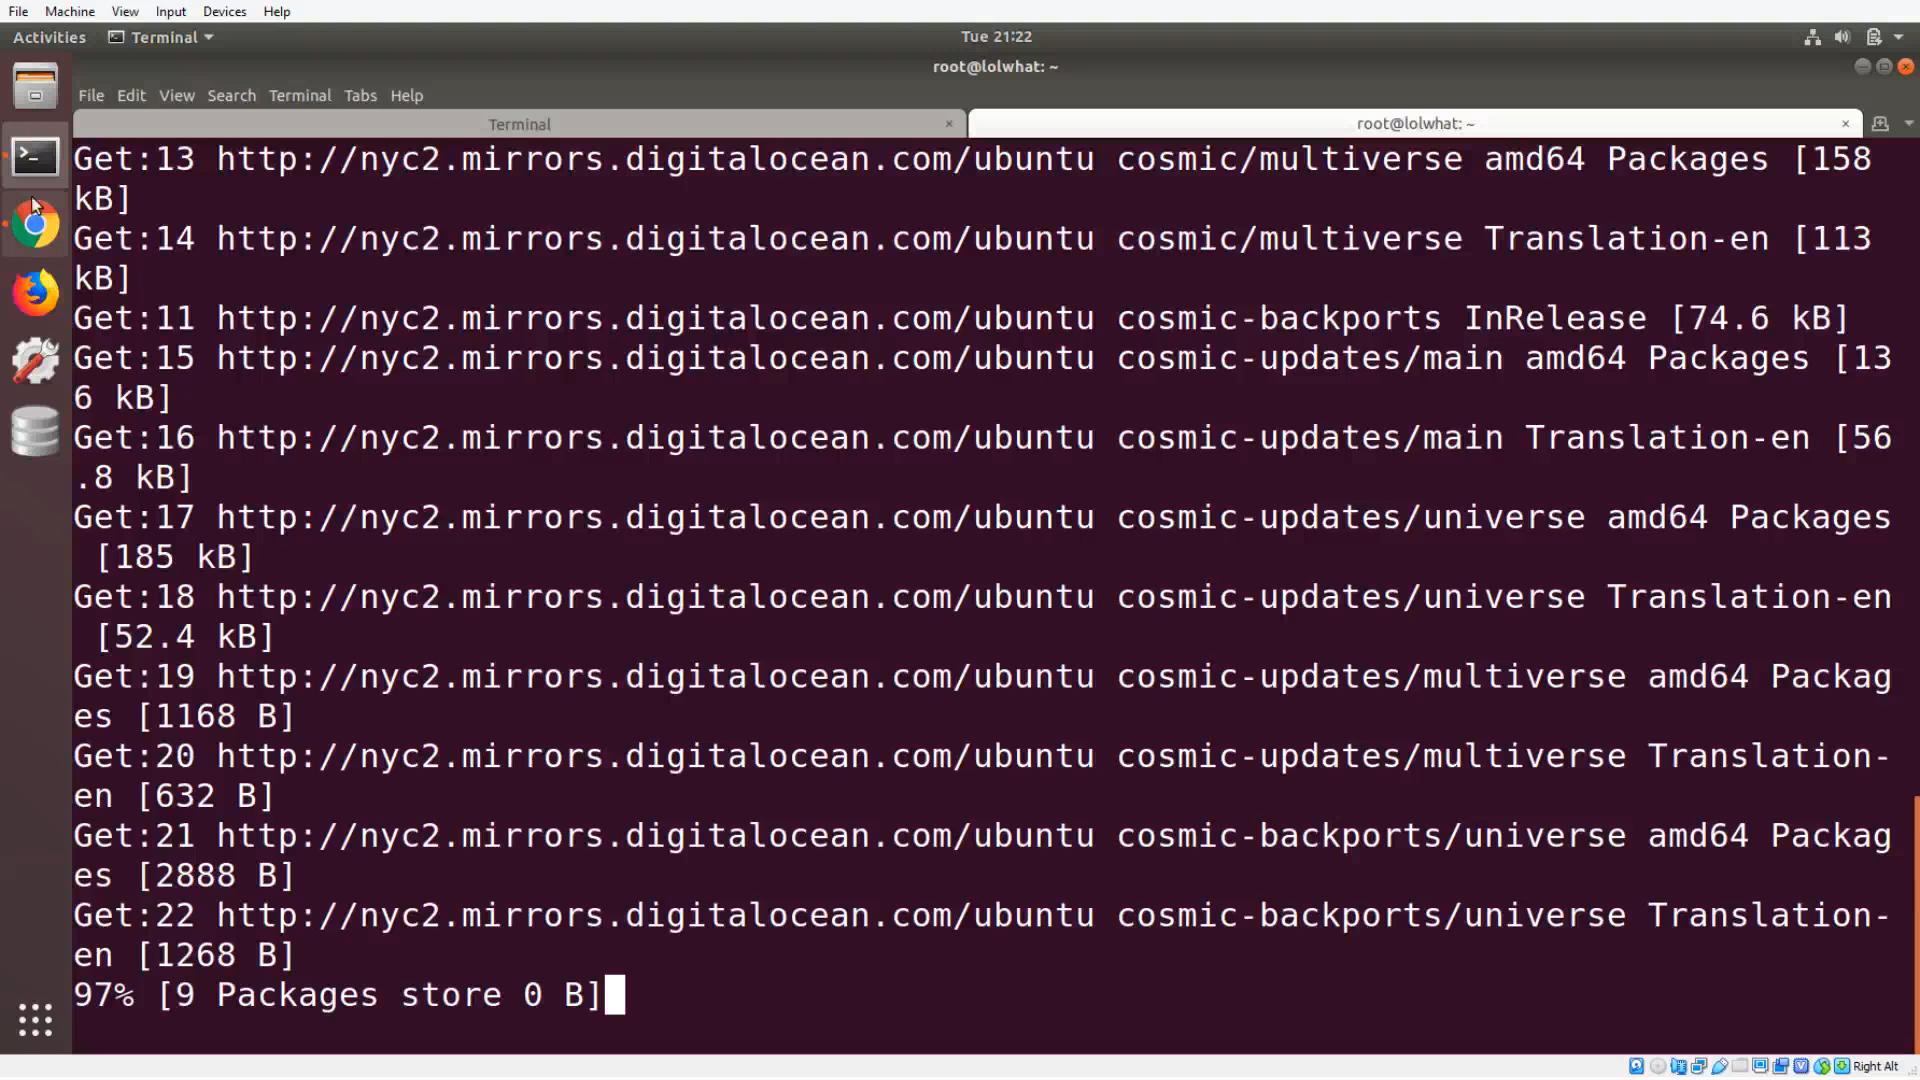 File Machine View Input Devices Help
Activities Terminal Tue 21:22
root@lolwhat: ~
File Edit View Search Terminal Tabs Help
Terminal × root@lolwhat: ~ ×
Get:13 http://nyc2.mirrors.digitalocean.com/ubuntu cosmic/multiverse amd64 Packages [158
kB]
Get:14 http://nyc2.mirrors.digitalocean.com/ubuntu cosmic/multiverse Translation-en [113
kB]
Get:11 http://nyc2.mirrors.digitalocean.com/ubuntu cosmic-backports InRelease [74.6 kB]
Get:15 http://nyc2.mirrors.digitalocean.com/ubuntu cosmic-updates/main amd64 Packages [13
6 kB]
Get:16 http://nyc2.mirrors.digitalocean.com/ubuntu cosmic-updates/main Translation-en [56
.8 kB]
Get:17 http://nyc2.mirrors.digitalocean.com/ubuntu cosmic-updates/universe amd64 Packages
[185 kB]
Get:18 http://nyc2.mirrors.digitalocean.com/ubuntu cosmic-updates/universe Translation-en
[52.4 kB]
Get:19 http://nyc2.mirrors.digitalocean.com/ubuntu cosmic-updates/multiverse amd64 Packag
es [1168 B]
Get:20 http://nyc2.mirrors.digitalocean.com/ubuntu cosmic-updates/multiverse Translation-
en [632 B]
Get:21 http://nyc2.mirrors.digitalocean.com/ubuntu cosmic-backports/universe amd64 Packag
es [2888 B]
Get:22 http://nyc2.mirrors.digitalocean.com/ubuntu cosmic-backports/universe Translation-
en [1268 B]
97% [9 Packages store 0 B]
Right Alt